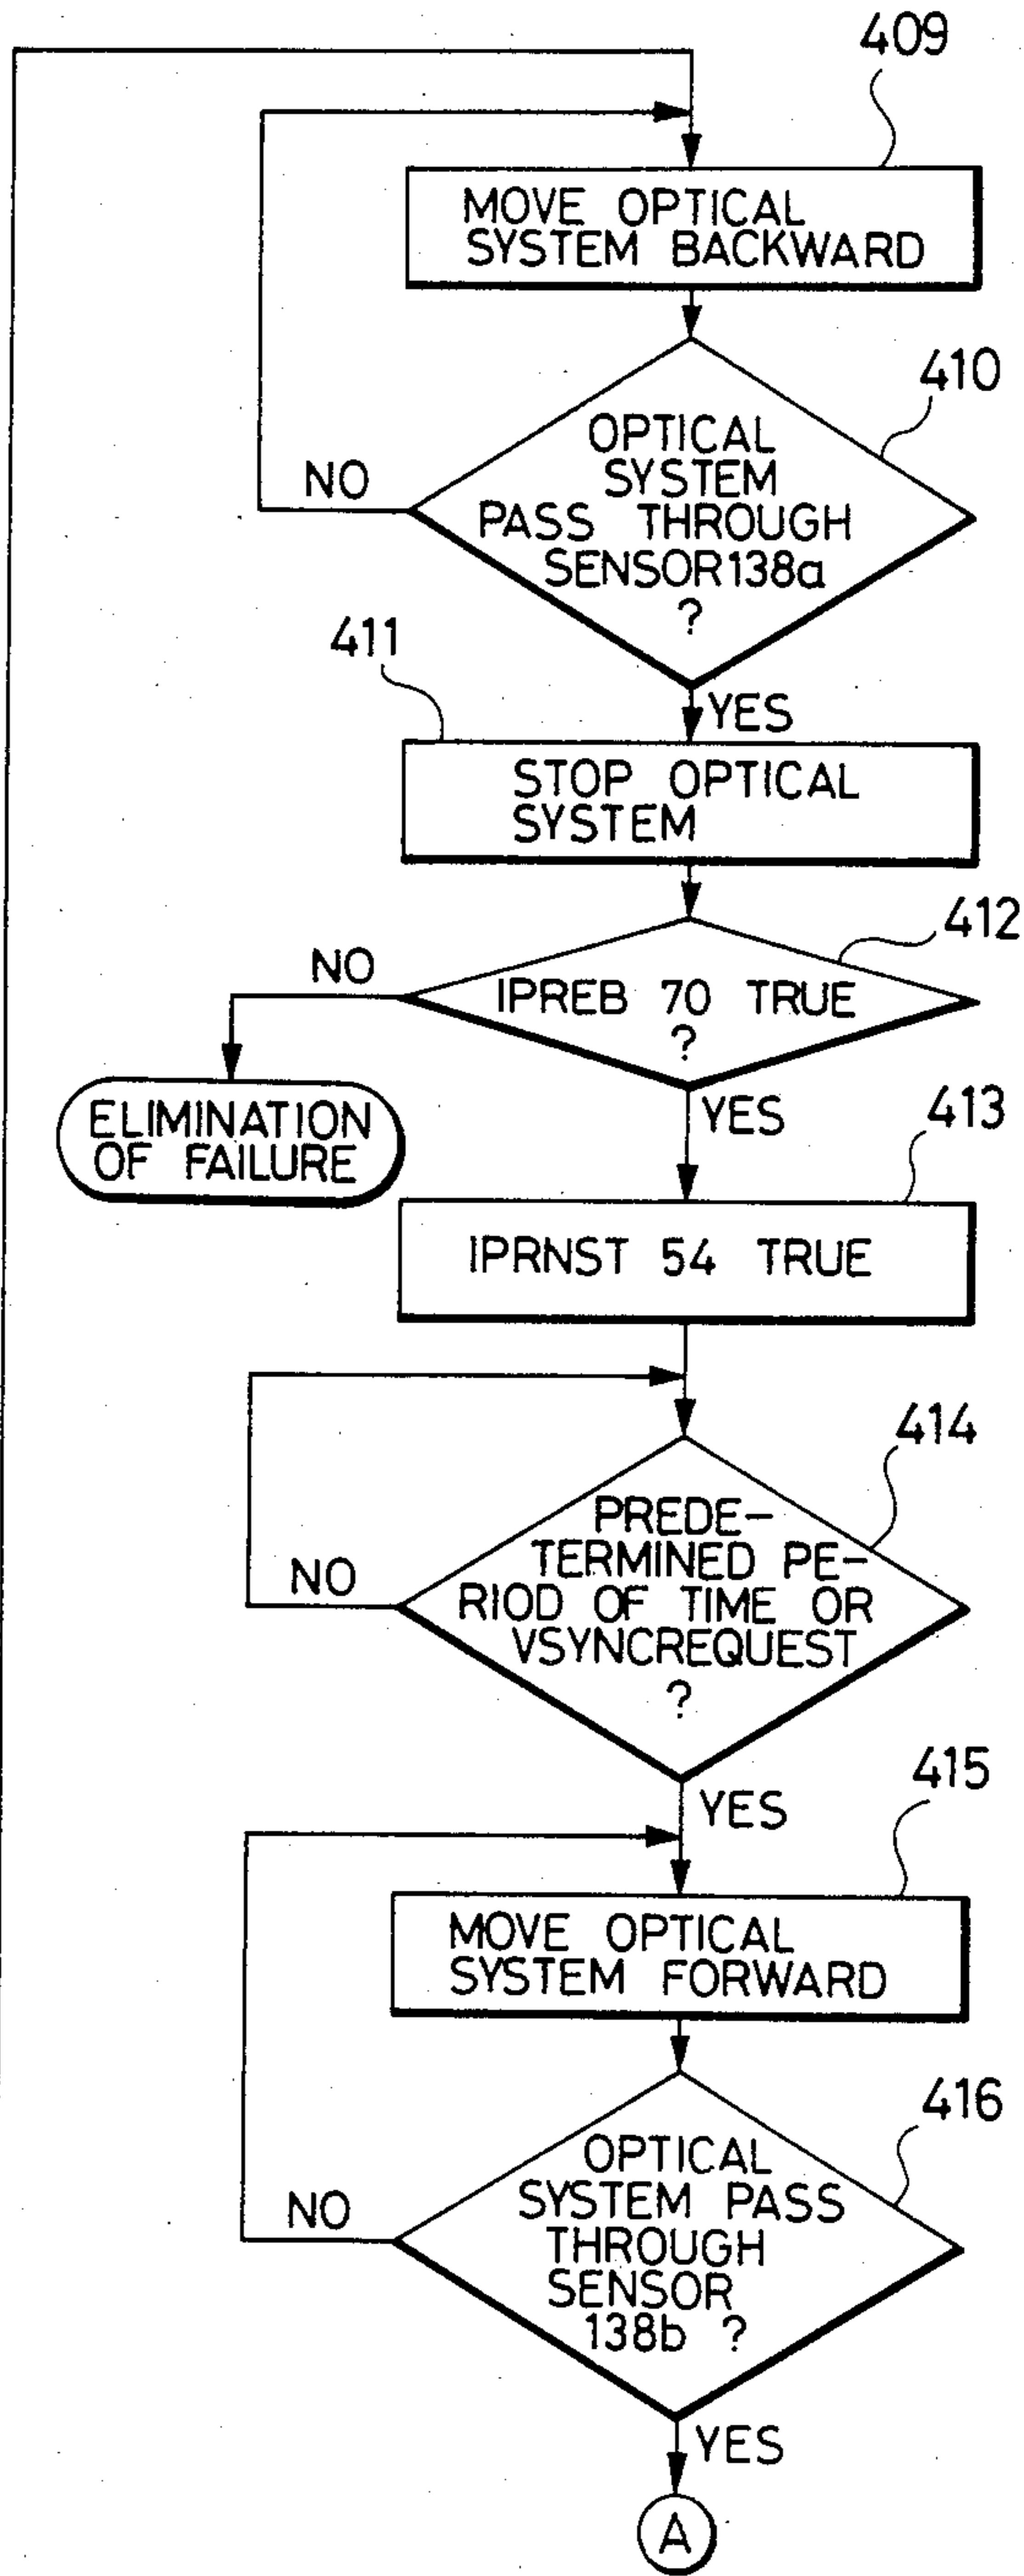 409
MOVE OPTICAL
SYSTEM BACKWARD
410
OPTICAL
SYSTEM
PASS THROUGH
SENSOR138a
?
NO
411
YES
STOP OPTICAL
SYSTEM
412
NO
IPREB 70 TRUE
?
ELIMINATION
OF FAILURE
YES
413
IPRNST 54 TRUE
414
PREDE-
TERMINED PE-
RIOD OF TIME OR
VSYNCREQUEST
?
NO
YES
415
MOVE OPTICAL
SYSTEM FORWARD
416
OPTICAL
SYSTEM PASS
THROUGH
SENSOR
138b ?
NO
YES
A